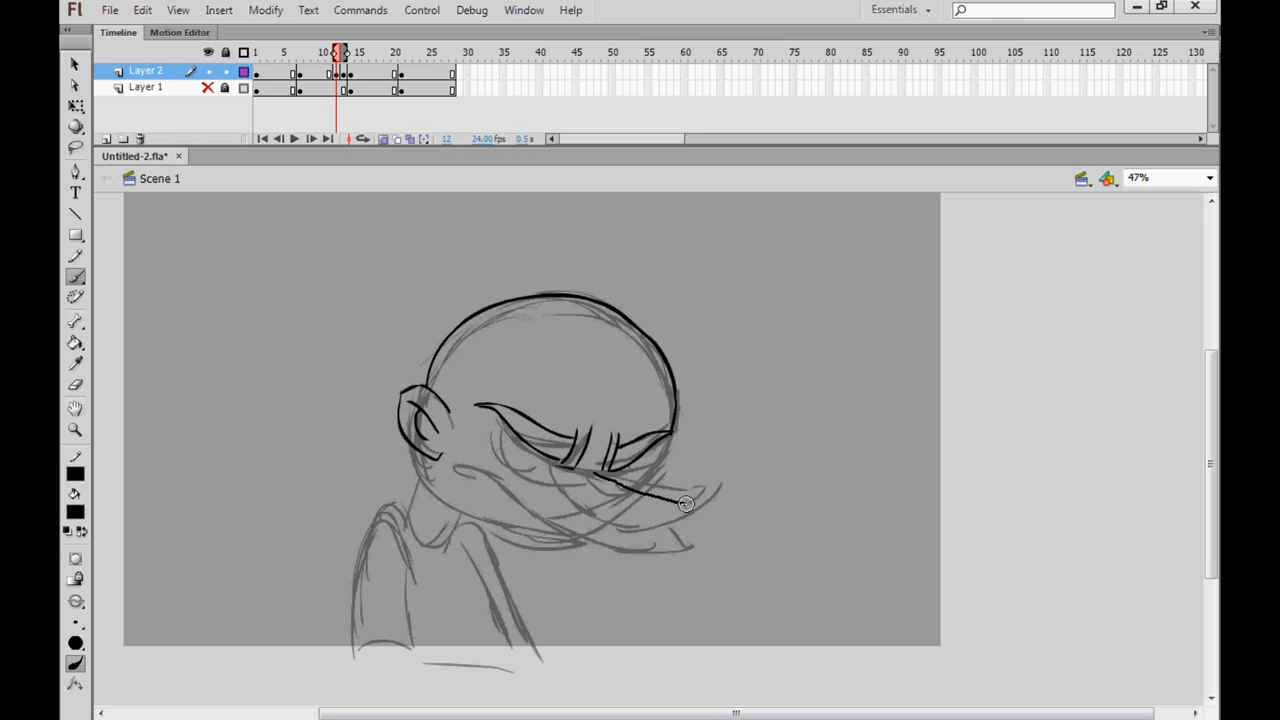 Fl File Edit View Insert Modify Text Commands Control Debug Window Help Essentials
Timeline Motion Editor
1 5 10 15 20 25 30 35 40 45 50 55 60 65 70 75 80 85 90 95 100 105 110 115 120 125 130
Layer 2
Layer 1
12 24.00 fps 0.5 s
Untitled-2.fla*
Scene 1 47%
T